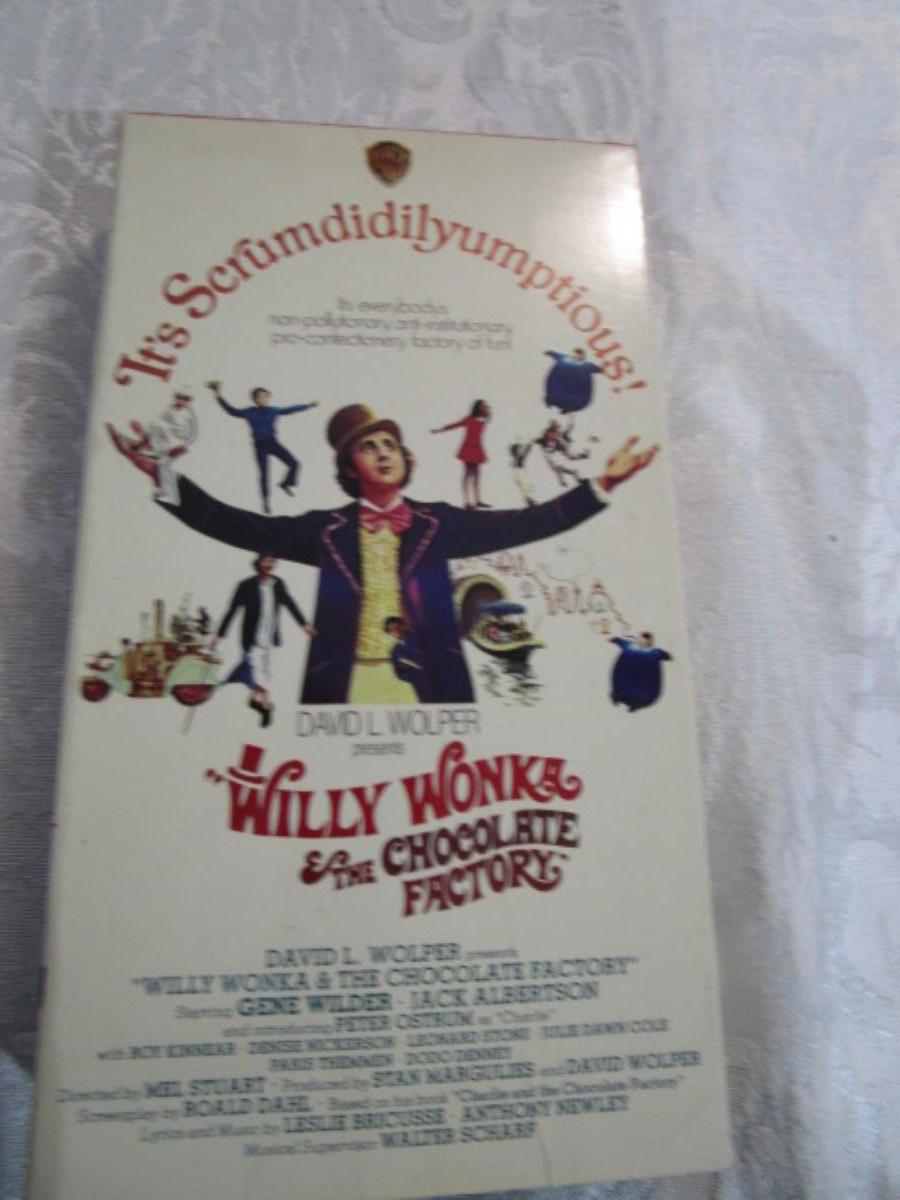 It's Scrumdidilyumptious!
It's everybody's
non-pollutionary, anti-institutionary,
pro-confectionery factory of fun!
DAVID L. WOLPER
presents
"WILLY WONKA
& THE CHOCOLATE
FACTORY"
DAVID L. WOLPER presents
"WILLY WONKA & THE CHOCOLATE FACTORY"
Starring GENE WILDER · JACK ALBERTSON
and introducing PETER OSTRUM as "Charlie"
with ROY KINNEAR · DENISE NICKERSON · LEONARD STONE · JULIE DAWN COLE
PARIS THEMMEN · DODO DENNEY
Directed by MEL STUART · Produced by STAN MARGULIES and DAVID WOLPER
Screenplay by ROALD DAHL · Based on his book "Charlie and the Chocolate Factory"
Lyrics and Music by LESLIE BRICUSSE · ANTHONY NEWLEY
Musical Supervisor WALTER SCHARF